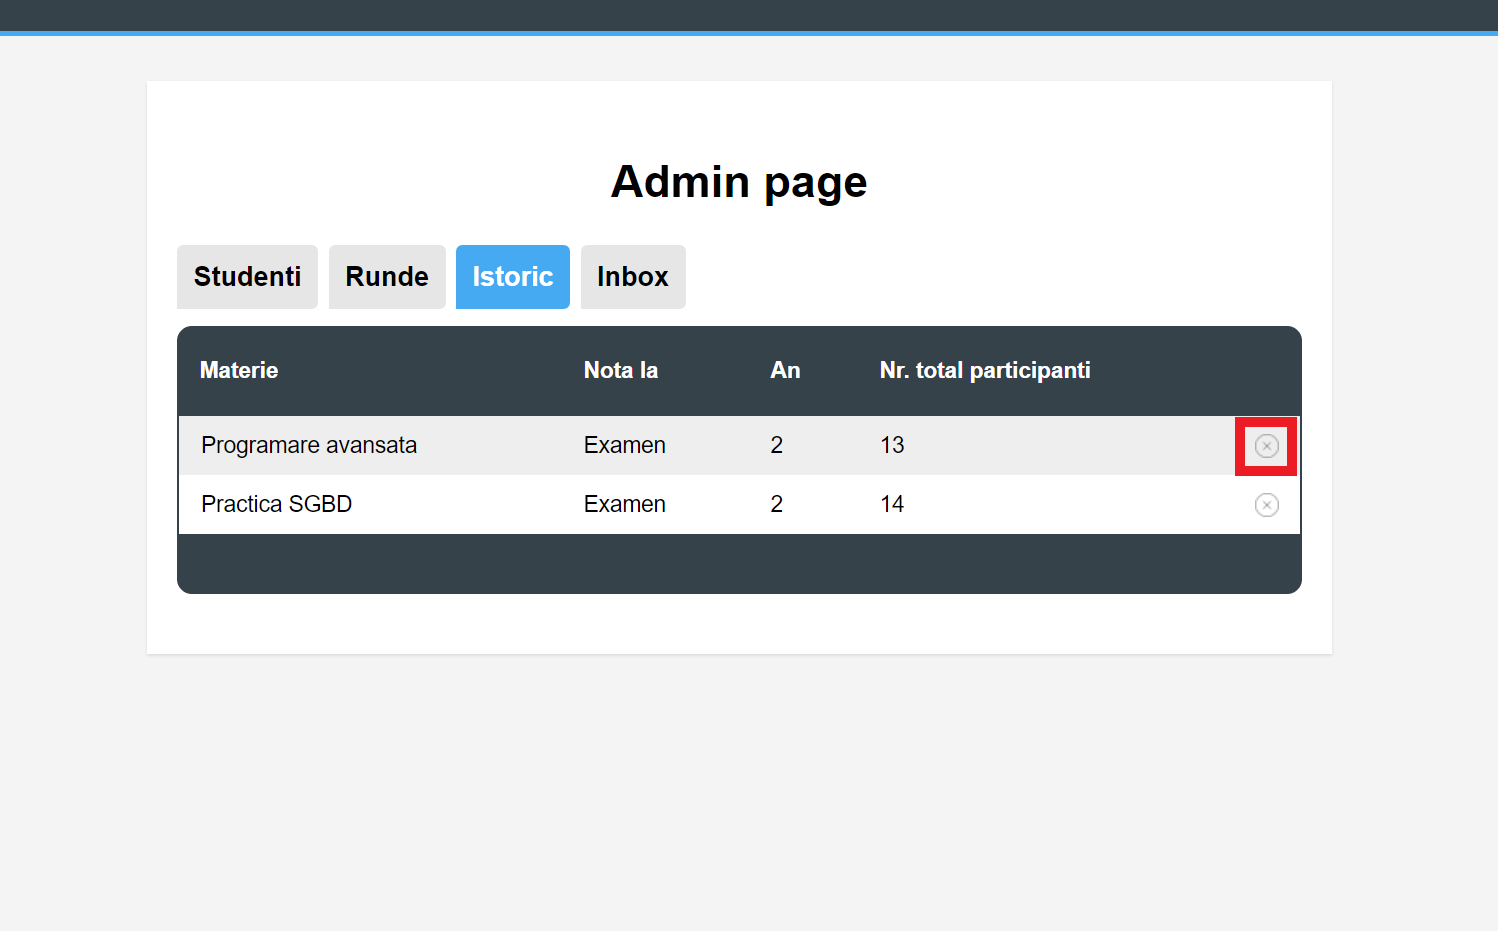 Admin page
Studenti Runde Istoric Inbox
Materie Nota la An Nr. total participanti
Programare avansata Examen 2 13
Practica SGBD Examen 2 14